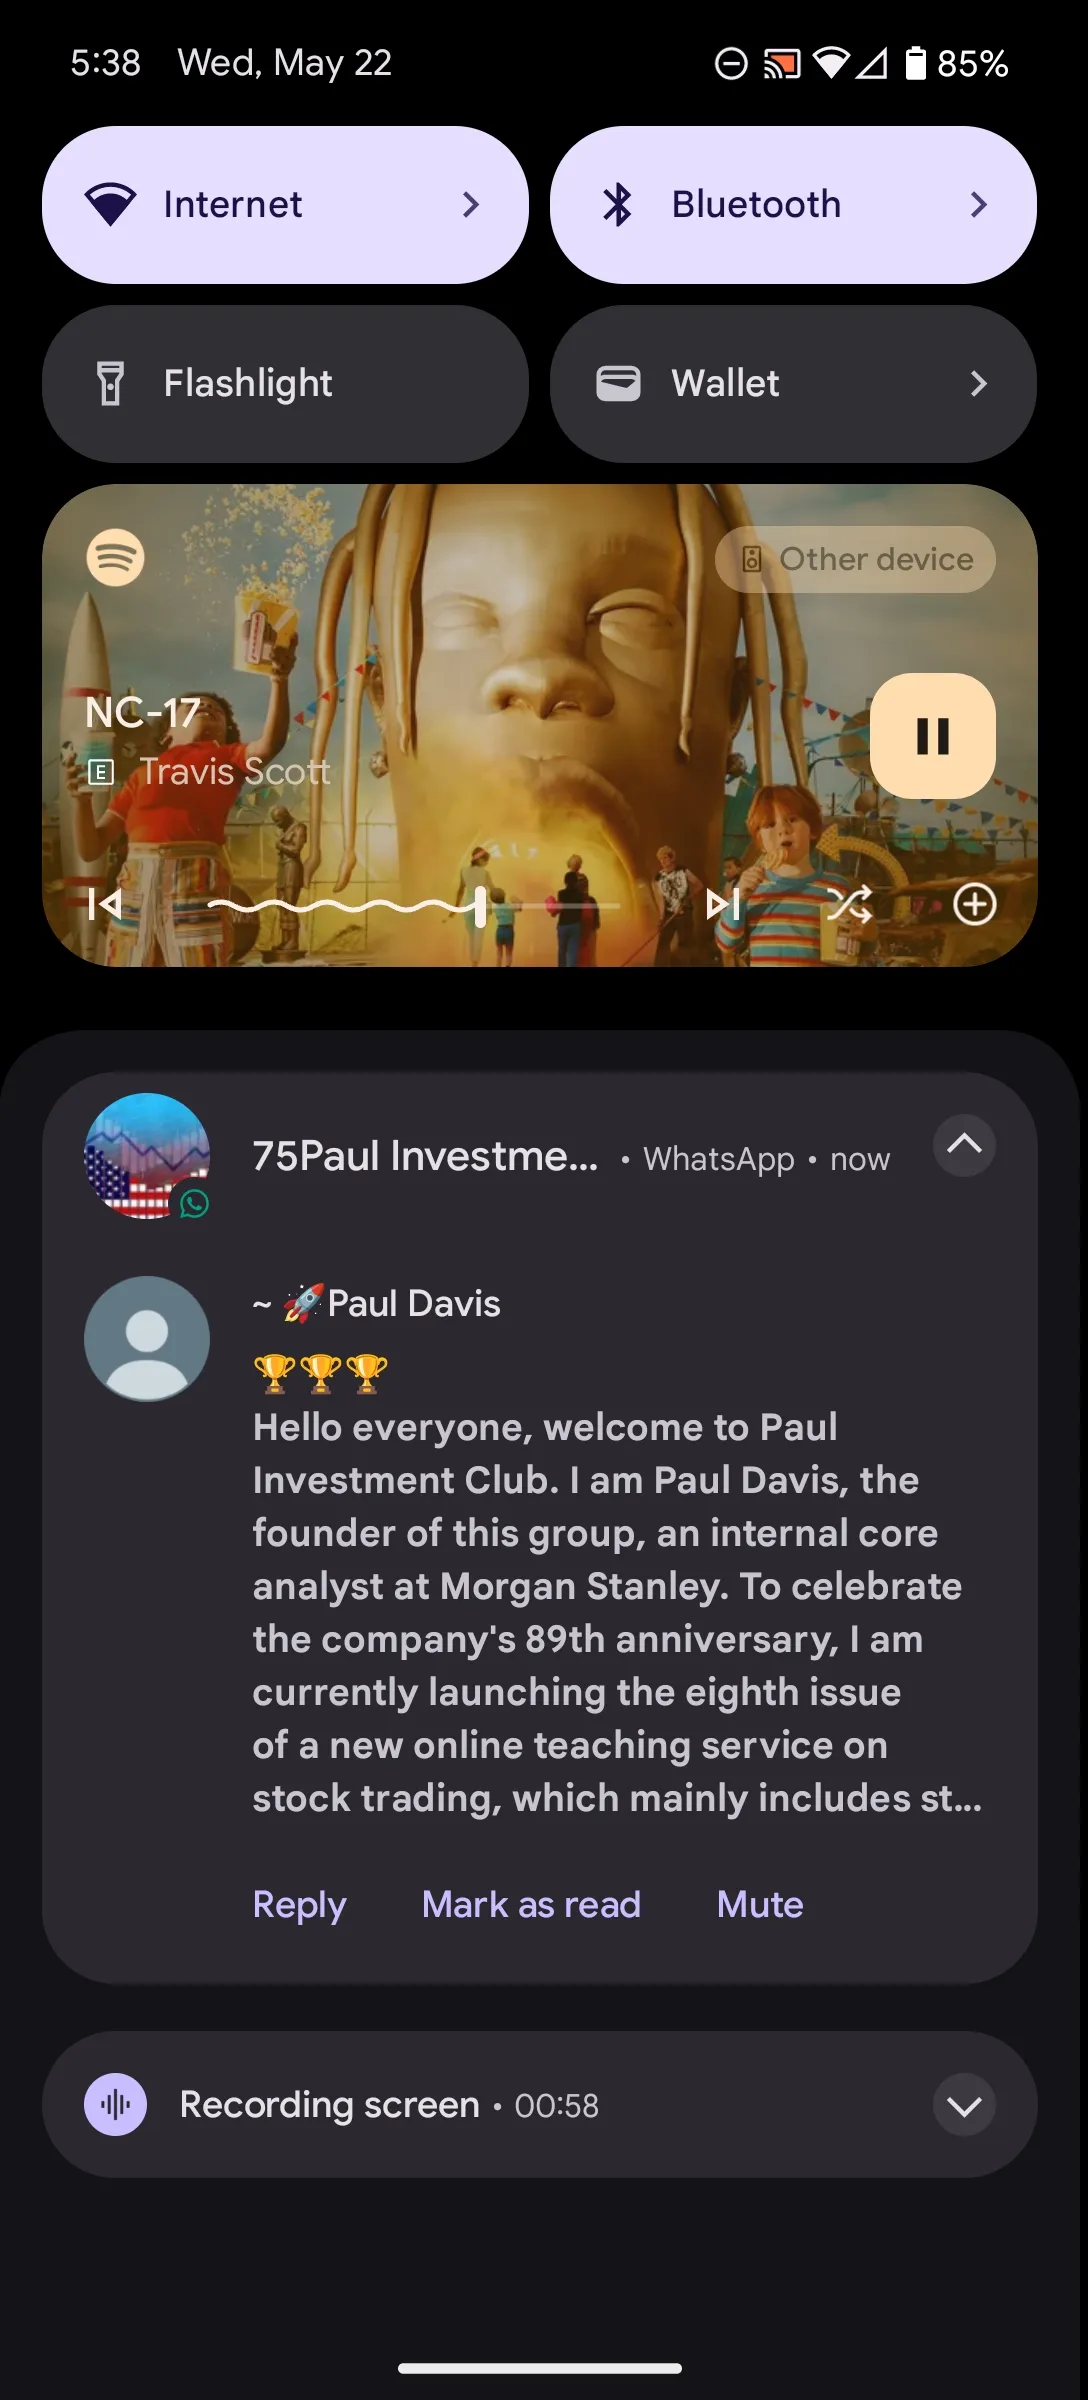 5:38 Wed, May 22 85%
Internet Bluetooth
Flashlight Wallet
Other device
NC-17
E Travis Scott
75Paul Investme... • WhatsApp • now
~ 🚀Paul Davis
🏆🏆🏆
Hello everyone, welcome to Paul
Investment Club. I am Paul Davis, the
founder of this group, an internal core
analyst at Morgan Stanley. To celebrate
the company's 89th anniversary, I am
currently launching the eighth issue
of a new online teaching service on
stock trading, which mainly includes st...
Reply Mark as read Mute
Recording screen • 00:58